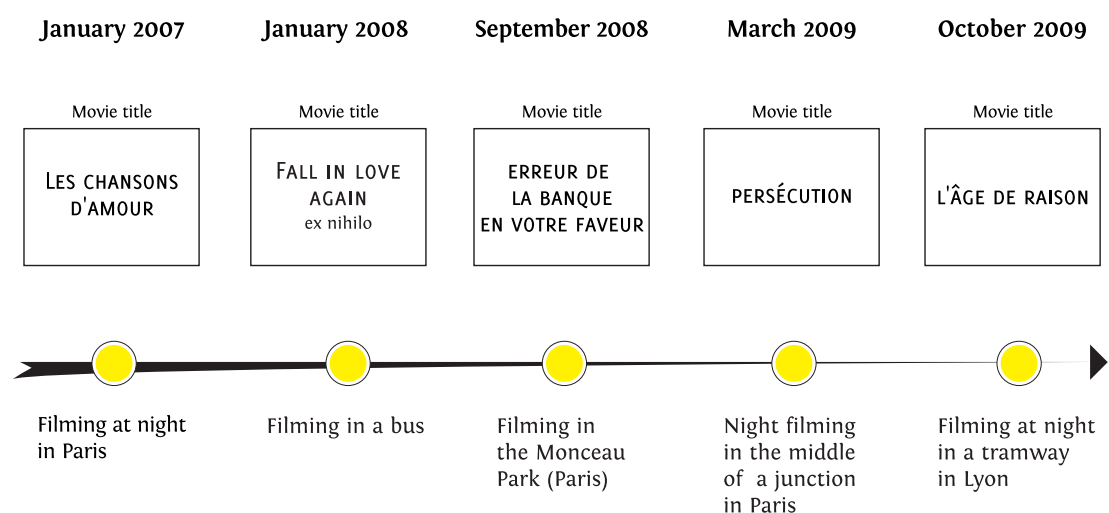 January 2007
January 2008
September 2008
March 2009
October 2009
Movie title
Movie title
Movie title
Movie title
Movie title
LES CHANSONS
D'AMOUR
FALL IN LOVE
AGAIN
ex nihilo
ERREUR DE
LA BANQUE
EN VOTRE FAVEUR
PERSÉCUTION
L'ÂGE DE RAISON
Filming at night
in Paris
Filming in a bus
Filming in
the Monceau
Park (Paris)
Night filming
in the middle
of a junction
in Paris
Filming at night
in a tramway
in Lyon